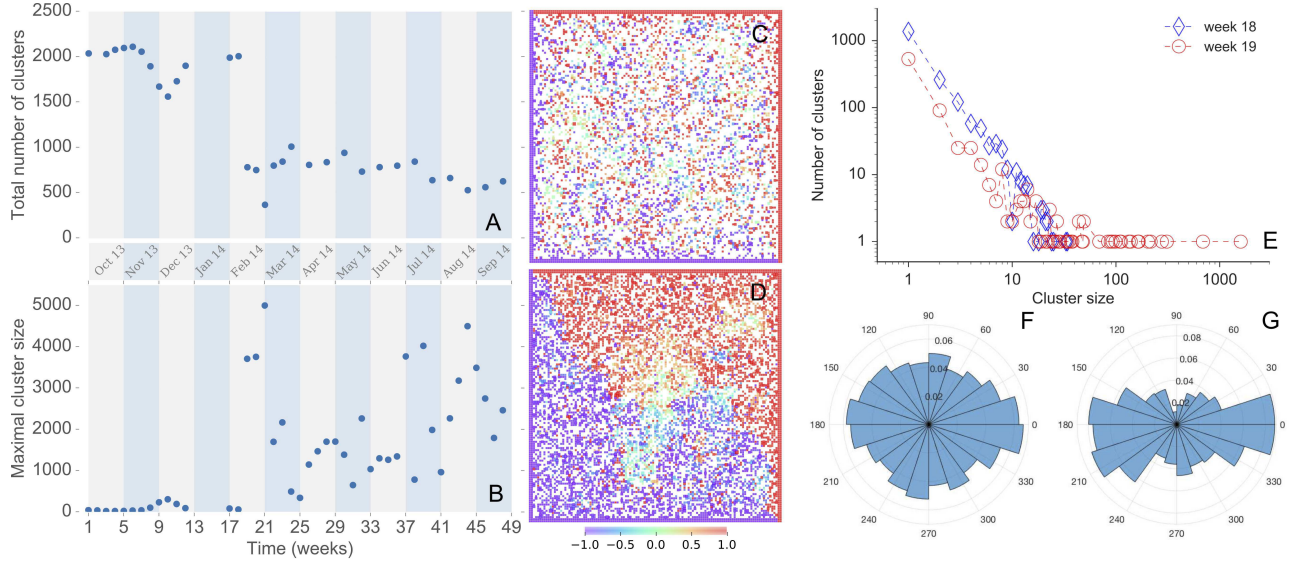 Total number of clusters
2500
2000
1500
1000
500
0
A
Oct 13
Nov 13
Dec 13
Jan 14
Feb 14
Mar 14
Apr 14
May 14
Jun 14
Jul 14
Aug 14
Sep 14
Maximal cluster size
5000
4000
3000
2000
1000
0
B
1 5 9 13 17 21 25 29 33 37 41 45 49
Time (weeks)
C
D
−1.0 −0.5 0.0 0.5 1.0
Number of clusters
1000
100
10
1
week 18
week 19
E
1 10 100 1000
Cluster size
F
90
120 60
150 30
180 0
210 330
240 300
270
0.06
0.04
0.02
G
90
120 60
150 30
180 0
210 330
240 300
270
0.08
0.06
0.04
0.02